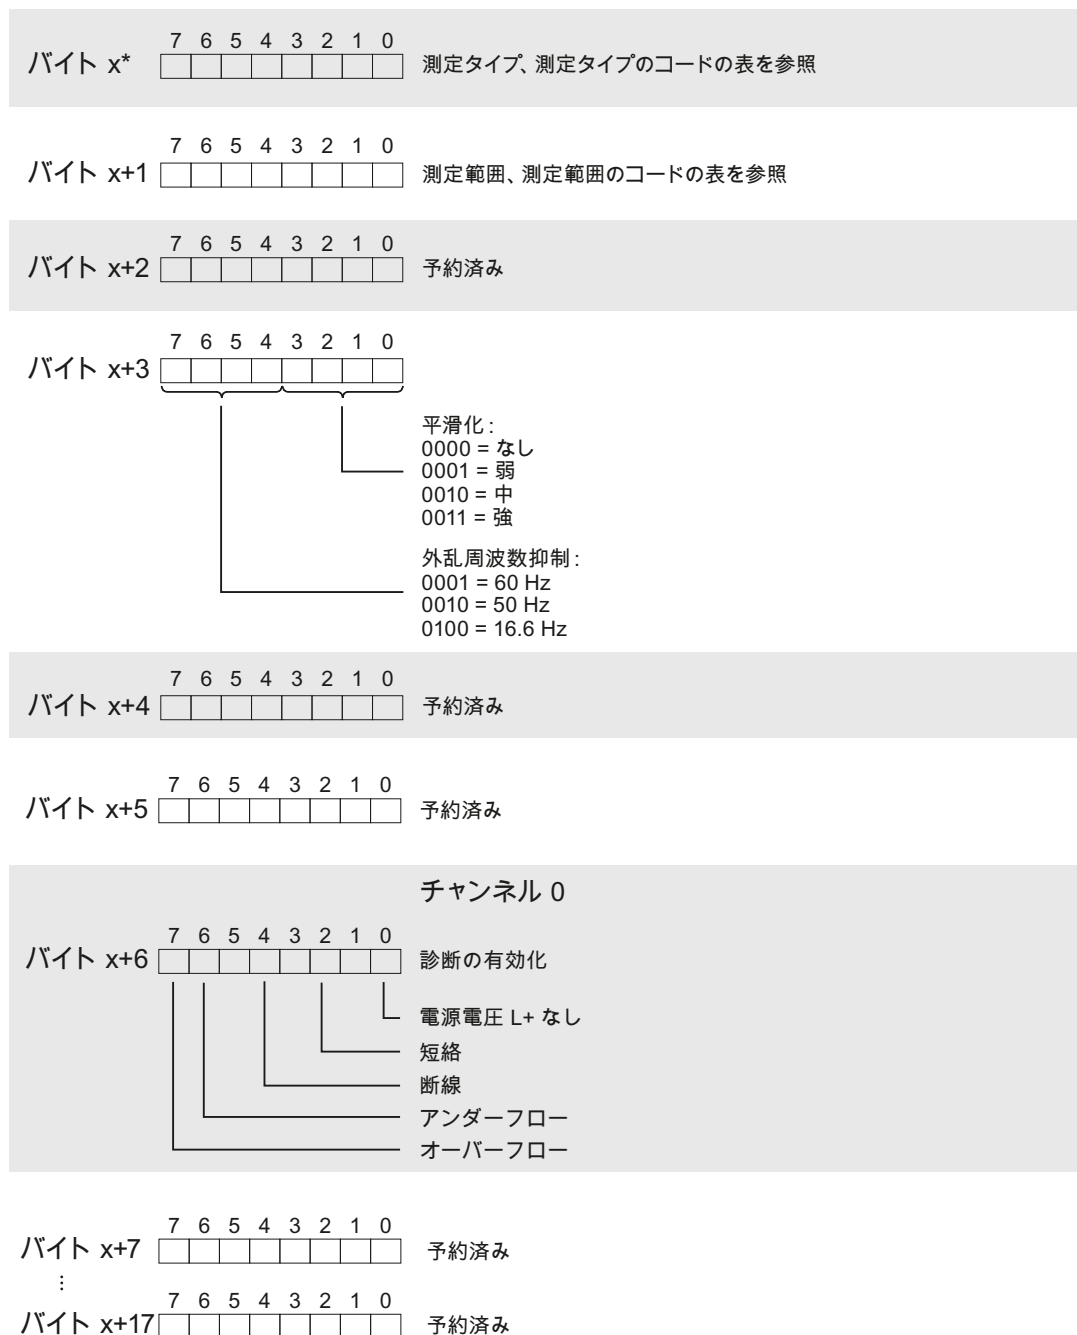 7 6 5 4 3 2 1 0
バイト x* 測定タイプ、測定タイプのコードの表を参照
7 6 5 4 3 2 1 0
バイト x+1 測定範囲、測定範囲のコードの表を参照
7 6 5 4 3 2 1 0
バイト x+2 予約済み
7 6 5 4 3 2 1 0
バイト x+3
平滑化:
0000 = なし
0001 = 弱
0010 = 中
0011 = 強
外乱周波数抑制:
0001 = 60 Hz
0010 = 50 Hz
0100 = 16.6 Hz
7 6 5 4 3 2 1 0
バイト x+4 予約済み
7 6 5 4 3 2 1 0
バイト x+5 予約済み
チャンネル 0
7 6 5 4 3 2 1 0
バイト x+6 診断の有効化
電源電圧 L+ なし
短絡
断線
アンダーフロー
オーバーフロー
7 6 5 4 3 2 1 0
バイト x+7 予約済み
⋮
7 6 5 4 3 2 1 0
バイト x+17 予約済み